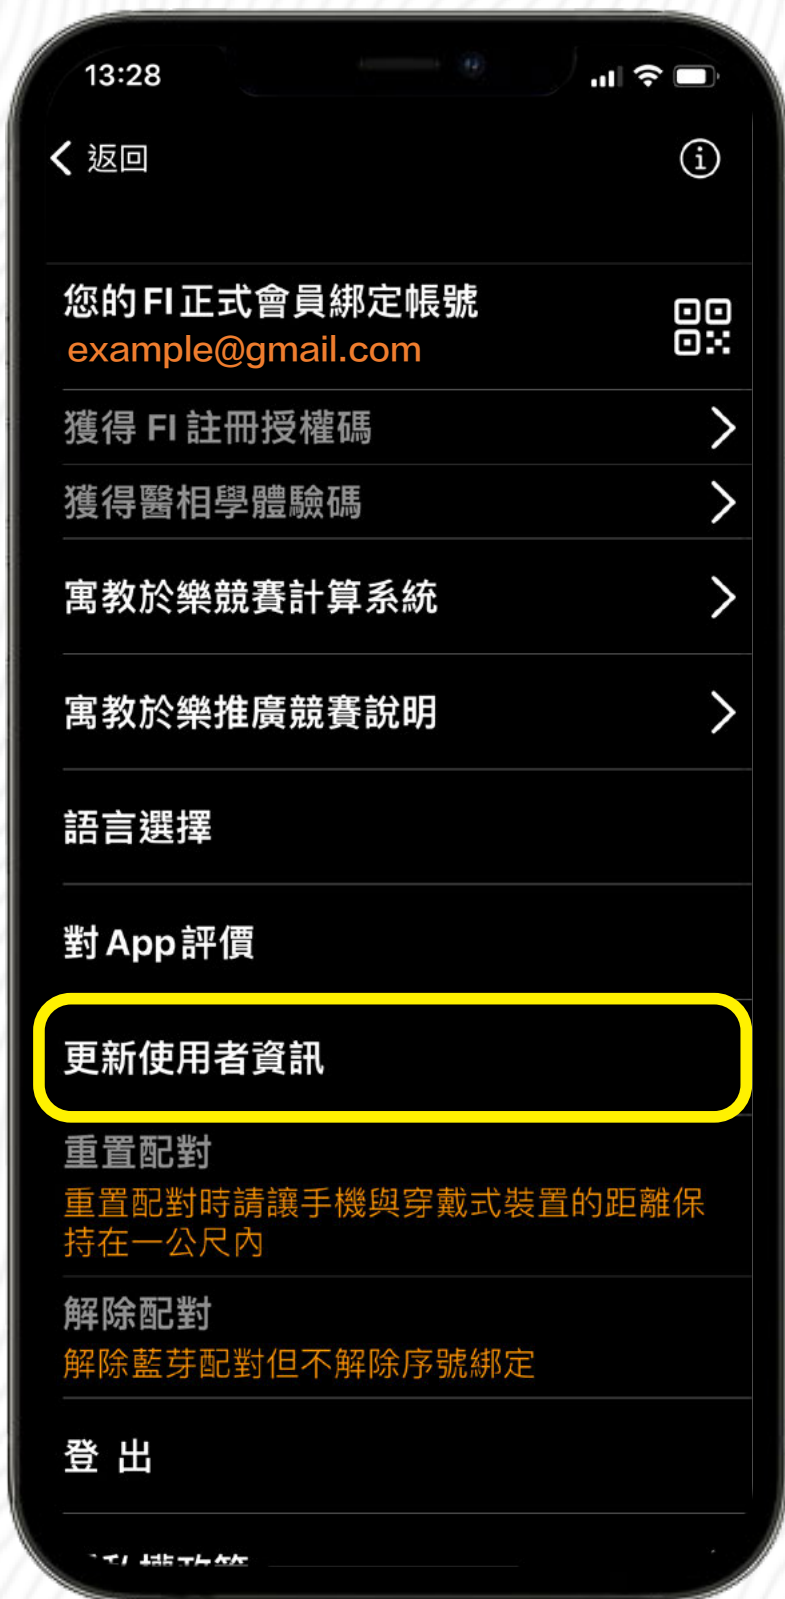 13:28
返回
您的FI正式會員綁定帳號
example@gmail.com
獲得 FI 註冊授權碼
獲得醫相學體驗碼
寓教於樂競賽計算系統
寓教於樂推廣競賽說明
語言選擇
對App評價
更新使用者資訊
重置配對
重置配對時請讓手機與穿戴式裝置的距離保
持在一公尺內
解除配對
解除藍芽配對但不解除序號綁定
登 出